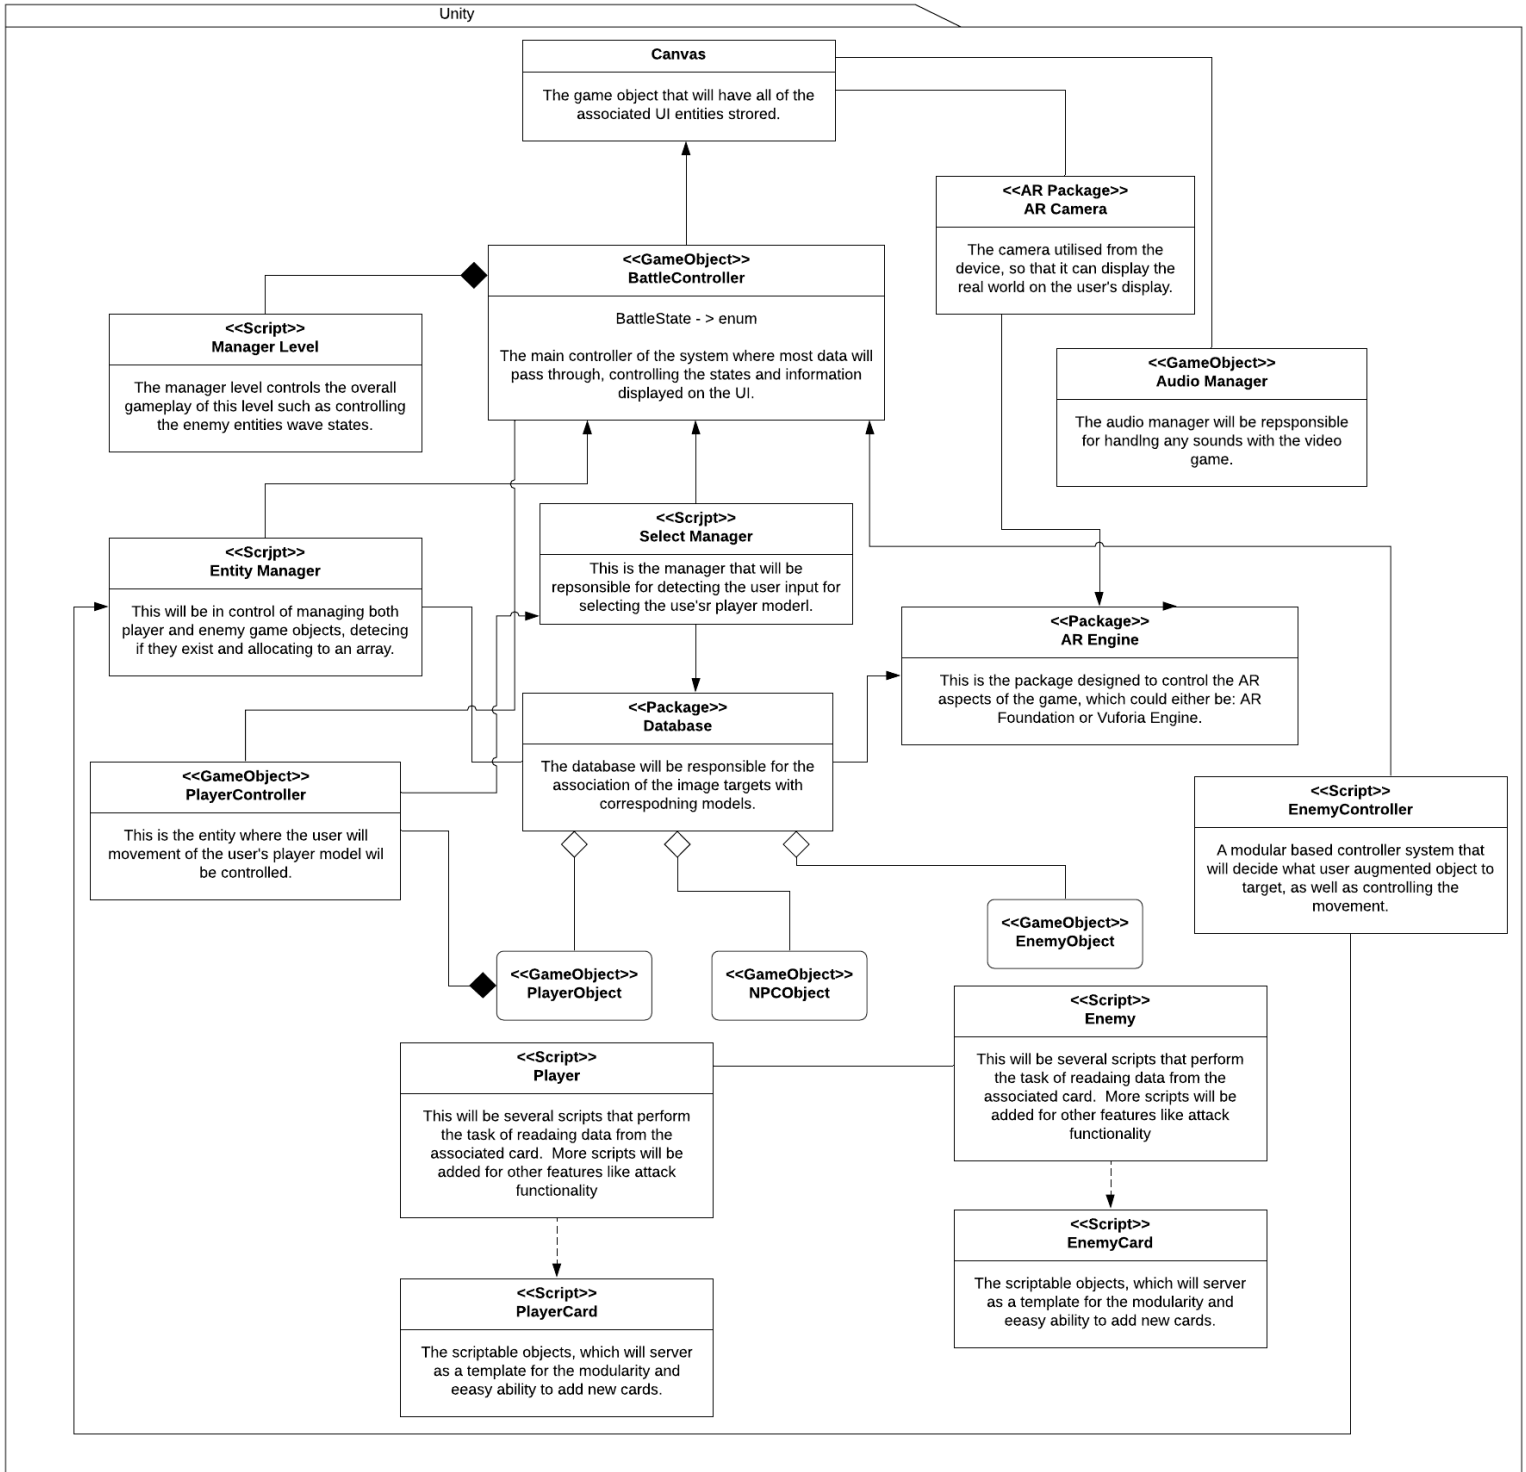 Unity
Canvas
The game object that will have all of the
associated UI entities strored.
<<AR Package>>
AR Camera
The camera utilised from the
device, so that it can display the
real world on the user's display.
<<GameObject>>
BattleController
BattleState - > enum
The main controller of the system where most data will
pass through, controlling the states and information
displayed on the UI.
<<Script>>
Manager Level
The manager level controls the overall
gameplay of this level such as controlling
the enemy entities wave states.
<<GameObject>>
Audio Manager
The audio manager will be repsponsible
for handlng any sounds with the video
game.
<<Scrjpt>>
Select Manager
This is the manager that will be
repsonsible for detecting the user input for
selecting the use'sr player moderl.
<<Scrjpt>>
Entity Manager
This will be in control of managing both
player and enemy game objects, detecing
if they exist and allocating to an array.
<<Package>>
AR Engine
This is the package designed to control the AR
aspects of the game, which could either be: AR
Foundation or Vuforia Engine.
<<Package>>
Database
The database will be responsible for the
association of the image targets with
correspodning models.
<<GameObject>>
PlayerController
This is the entity where the user will
movement of the user's player model wil
be controlled.
<<Script>>
EnemyController
A modular based controller system that
will decide what user augmented object to
target, as well as controlling the
movement.
<<GameObject>>
EnemyObject
<<GameObject>>
PlayerObject
<<GameObject>>
NPCObject
<<Script>>
Enemy
This will be several scripts that perform
the task of readaing data from the
associated card.  More scripts will be
added for other features like attack
functionality
<<Script>>
Player
This will be several scripts that perform
the task of readaing data from the
associated card.  More scripts will be
added for other features like attack
functionality
<<Script>>
EnemyCard
The scriptable objects, which will server
as a template for the modularity and
eeasy ability to add new cards.
<<Script>>
PlayerCard
The scriptable objects, which will server
as a template for the modularity and
eeasy ability to add new cards.